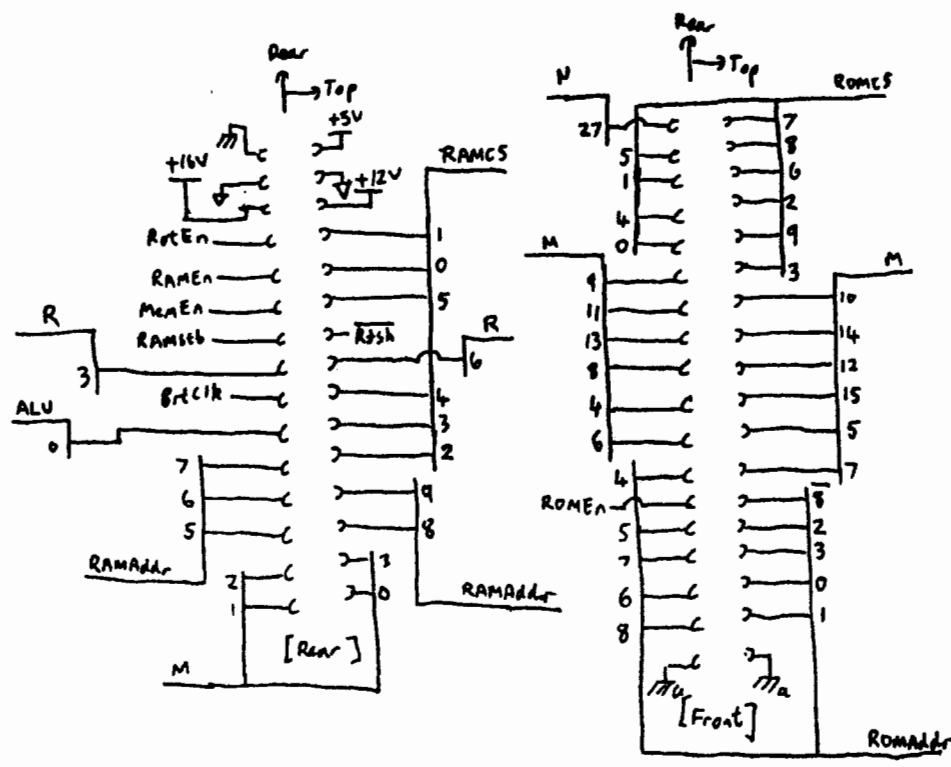 Rear
Top
+5V
+16V
+12V
RAMCS
RotEn
1
RAMEn
0
MemEn
5
RAMStb
R
R
6
3
BrtClk
4
ALU
3
0
2
7
9
6
8
5
RAMAddr
3
2
0
1
RAMAddr
[Rear]
M
Rear
Top
N
ROMCS
27
7
8
5
6
1
2
4
9
0
3
M
M
9
10
11
14
13
12
8
15
4
5
6
7
4
8
ROMEn
2
5
3
7
0
6
1
8
a
[Front]
ROMAddr